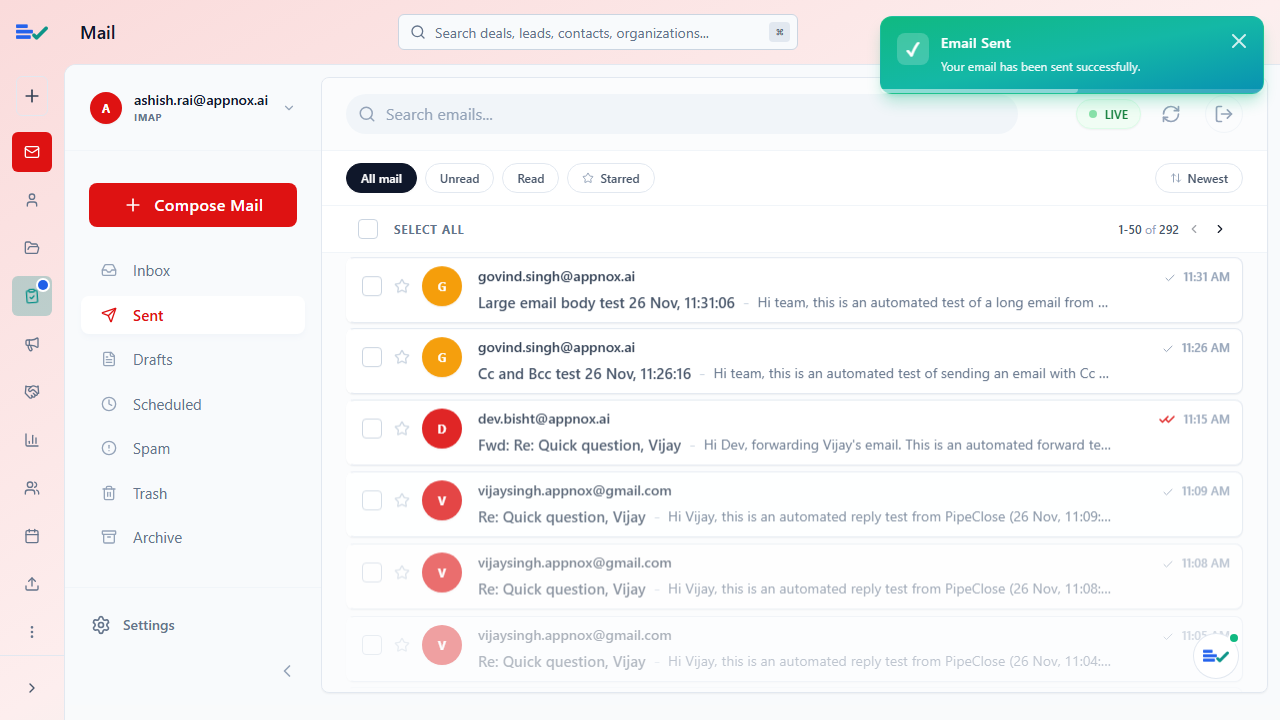 Mail
Search deals, leads, contacts, organizations...
⌘
Email Sent
Your email has been sent successfully.
A
ashish.rai@appnox.ai
IMAP
Search emails...
LIVE
All mail
Unread
Read
Starred
Newest
Compose Mail
SELECT ALL
1-50 of 292
Inbox
Sent
Drafts
Scheduled
Spam
Trash
Archive
Settings
G
govind.singh@appnox.ai
11:31 AM
Large email body test 26 Nov, 11:31:06 - Hi team, this is an automated test of a long email from ...
G
govind.singh@appnox.ai
11:26 AM
Cc and Bcc test 26 Nov, 11:26:16 - Hi team, this is an automated test of sending an email with Cc ...
D
dev.bisht@appnox.ai
11:15 AM
Fwd: Re: Quick question, Vijay - Hi Dev, forwarding Vijay's email. This is an automated forward te...
V
vijaysingh.appnox@gmail.com
11:09 AM
Re: Quick question, Vijay - Hi Vijay, this is an automated reply test from PipeClose (26 Nov, 11:09:...
V
vijaysingh.appnox@gmail.com
11:08 AM
Re: Quick question, Vijay - Hi Vijay, this is an automated reply test from PipeClose (26 Nov, 11:08:...
V
vijaysingh.appnox@gmail.com
11:05 AM
Re: Quick question, Vijay - Hi Vijay, this is an automated reply test from PipeClose (26 Nov, 11:04:...